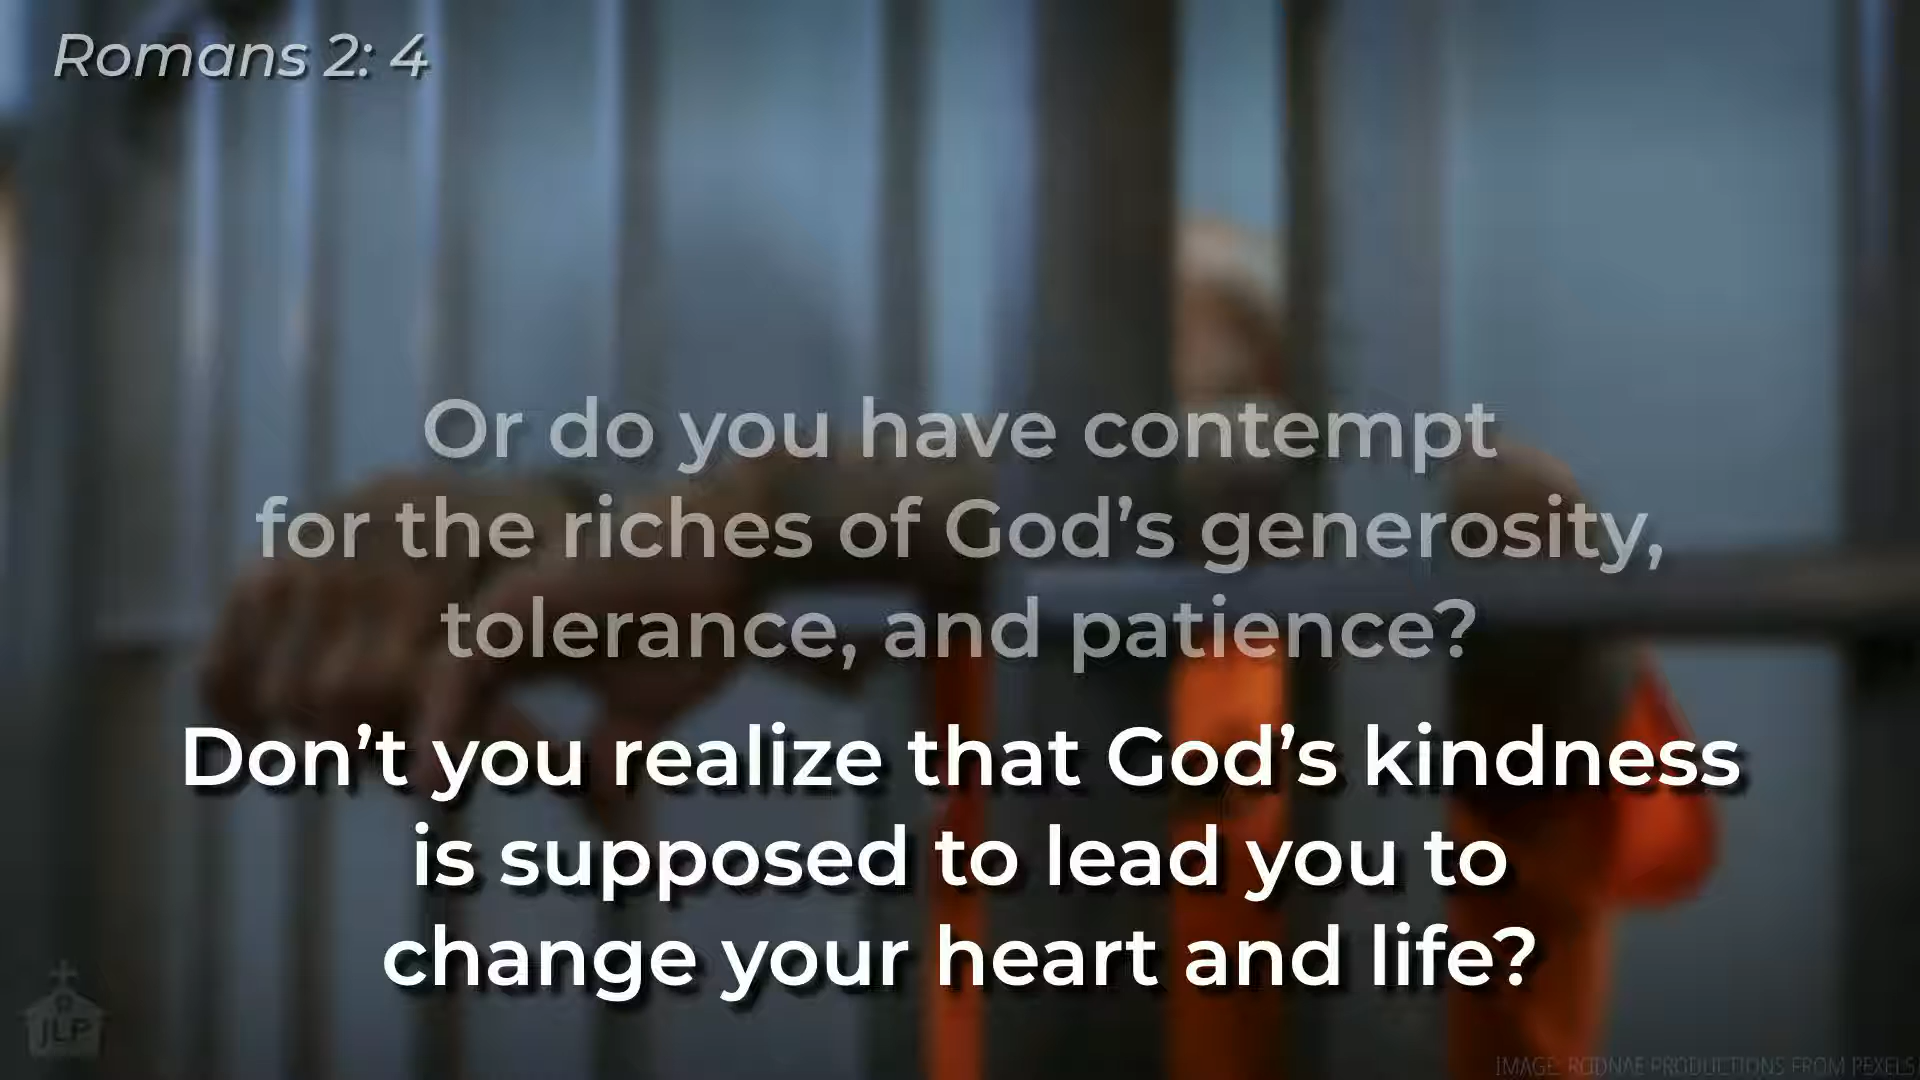 Romans 2: 4
Or do you have contempt
for the riches of God’s generosity,
tolerance, and patience?
Don’t you realize that God’s kindness
is supposed to lead you to
change your heart and life?
JLP
IMAGE: RODNAE PRODUCTIONS FROM PEXELS